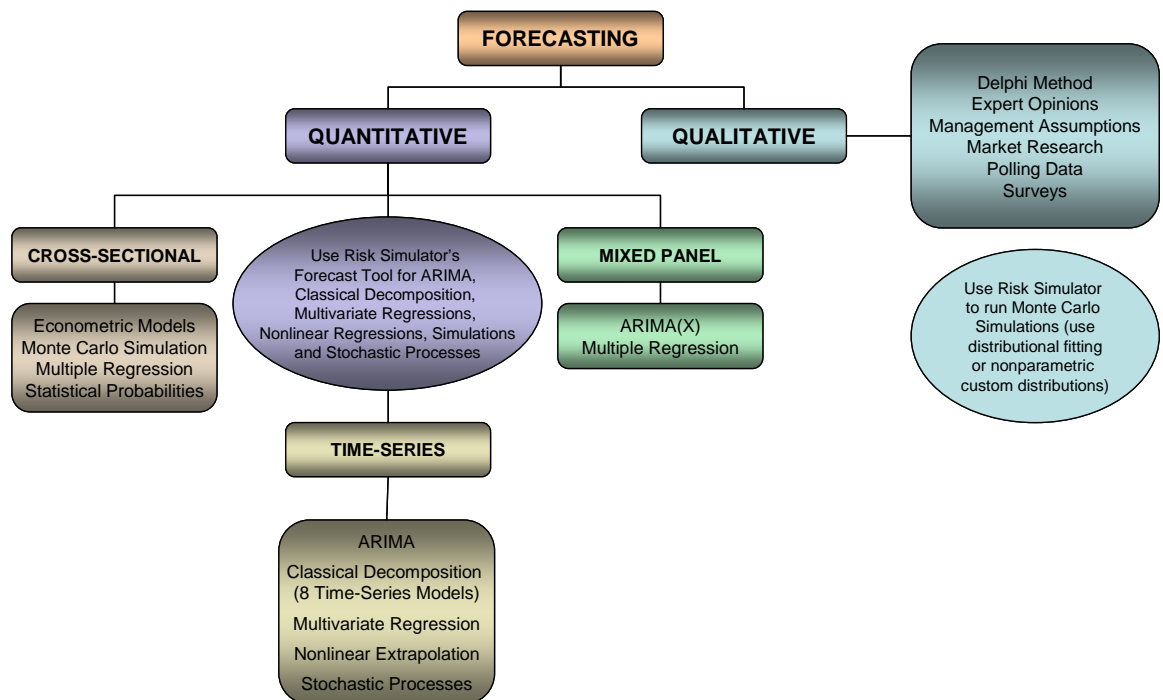 FORECASTING
QUANTITATIVE
QUALITATIVE
Delphi Method
Expert Opinions
Management Assumptions
Market Research
Polling Data
Surveys
CROSS-SECTIONAL
Econometric Models
Monte Carlo Simulation
Multiple Regression
Statistical Probabilities
Use Risk Simulator's
Forecast Tool for ARIMA,
Classical Decomposition,
Multivariate Regressions,
Nonlinear Regressions, Simulations
and Stochastic Processes
MIXED PANEL
ARIMA(X)
Multiple Regression
Use Risk Simulator
to run Monte Carlo
Simulations (use
distributional fitting
or nonparametric
custom distributions)
TIME-SERIES
ARIMA
Classical Decomposition
(8 Time-Series Models)
Multivariate Regression
Nonlinear Extrapolation
Stochastic Processes